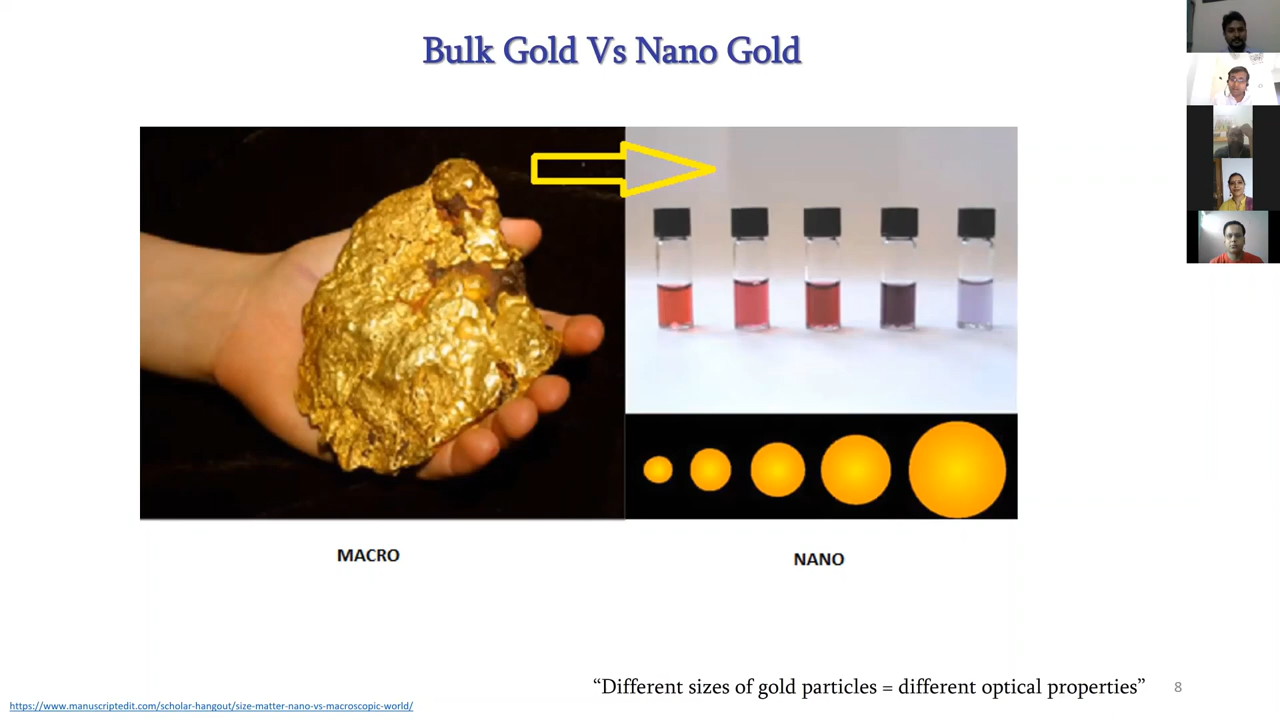 Bulk Gold Vs Nano Gold
MACRO
NANO
“Different sizes of gold particles = different optical properties”
8
https://www.manuscriptedit.com/scholar-hangout/size-matter-nano-vs-macroscopic-world/